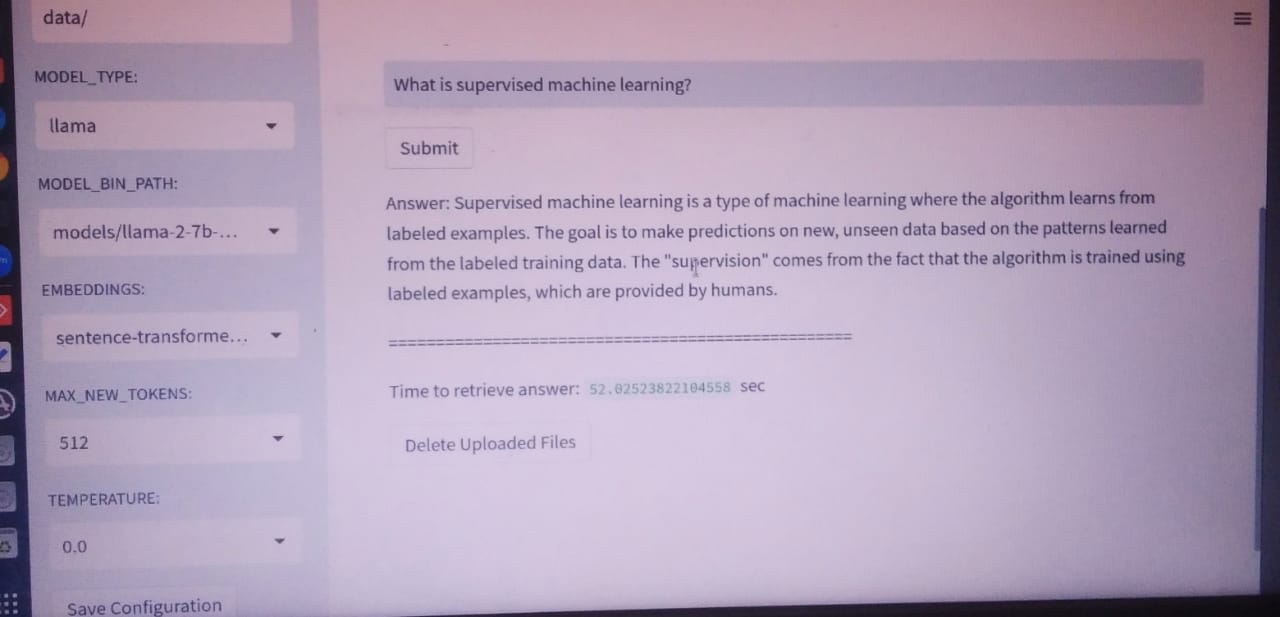 data/
MODEL_TYPE:
llama
MODEL_BIN_PATH:
models/llama-2-7b-...
EMBEDDINGS:
sentence-transforme...
MAX_NEW_TOKENS:
512
TEMPERATURE:
0.0
Save Configuration
What is supervised machine learning?
Submit
Answer: Supervised machine learning is a type of machine learning where the algorithm learns from
labeled examples. The goal is to make predictions on new, unseen data based on the patterns learned
from the labeled training data. The "supervision" comes from the fact that the algorithm is trained using
labeled examples, which are provided by humans.
==================================================
Time to retrieve answer: 52.02523822104558 sec
Delete Uploaded Files